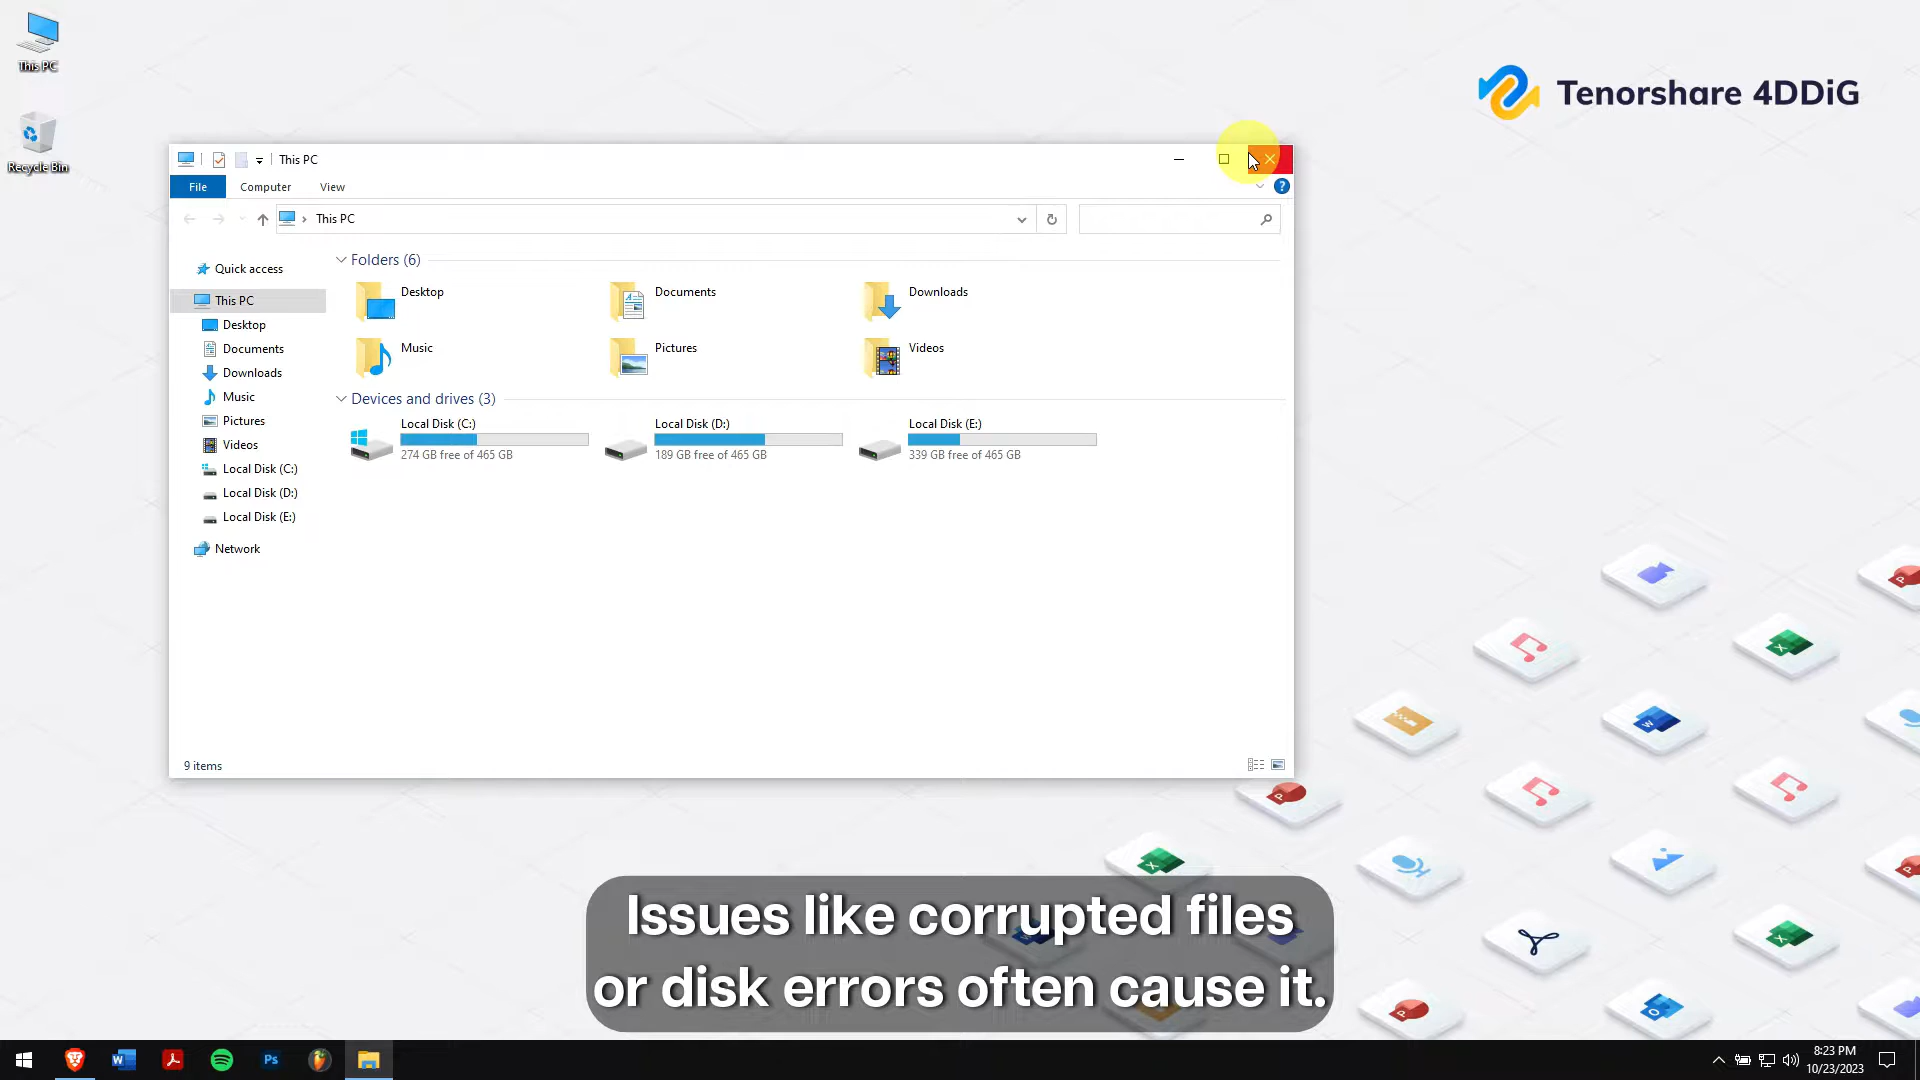 This PC
Recycle Bin
Tenorshare 4DDiG
This PC
File Computer View
This PC
Quick access
This PC
Desktop
Documents
Downloads
Music
Pictures
Videos
Local Disk (C:)
Local Disk (D:)
Local Disk (E:)
Network
Folders (6)
Desktop
Documents
Downloads
Music
Pictures
Videos
Devices and drives (3)
Local Disk (C:)
274 GB free of 465 GB
Local Disk (D:)
189 GB free of 465 GB
Local Disk (E:)
339 GB free of 465 GB
9 items
Issues like corrupted files
or disk errors often cause it.
8:23 PM
10/23/2023